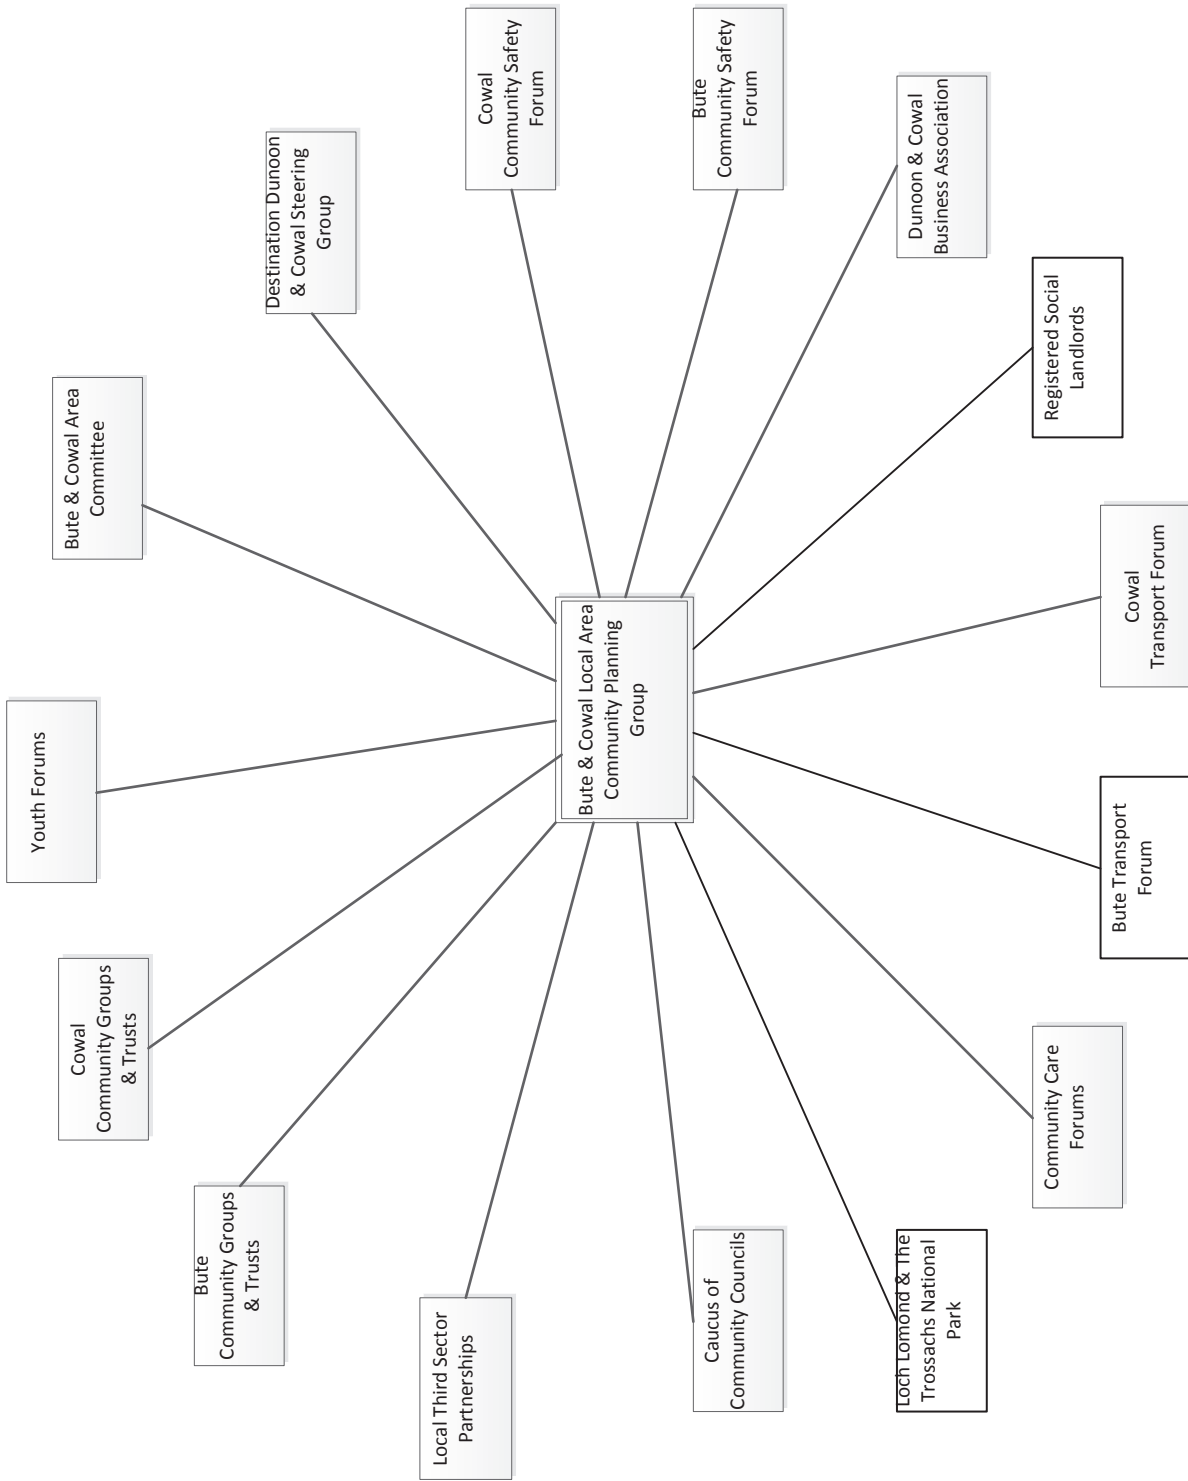 Youth Forums
Cowal
Community Groups
& Trusts
Bute & Cowal Area
Committee
Bute
Community Groups
& Trusts
Destination Dunoon
& Cowal Steering
Group
Local Third Sector
Partnerships
Cowal
Community Safety
Forum
Bute & Cowal Local Area
Community Planning
Group
Caucus of
Community Councils
Bute
Community Safety
Forum
Loch Lomond & The
Trossachs National
Park
Dunoon & Cowal
Business Association
Community Care
Forums
Registered Social
Landlords
Bute Transport
Forum
Cowal
Transport Forum